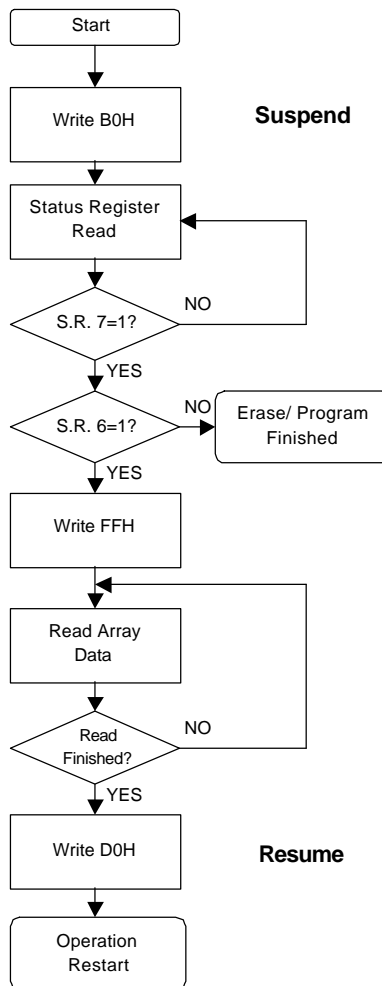 Start
Write B0H
Suspend
Status Register
Read
NO
S.R. 7=1?
YES
NO
S.R. 6=1?
Erase/ Program
Finished
YES
Write FFH
Read Array
Data
NO
Read
Finished?
YES
Write D0H
Resume
Operation
Restart